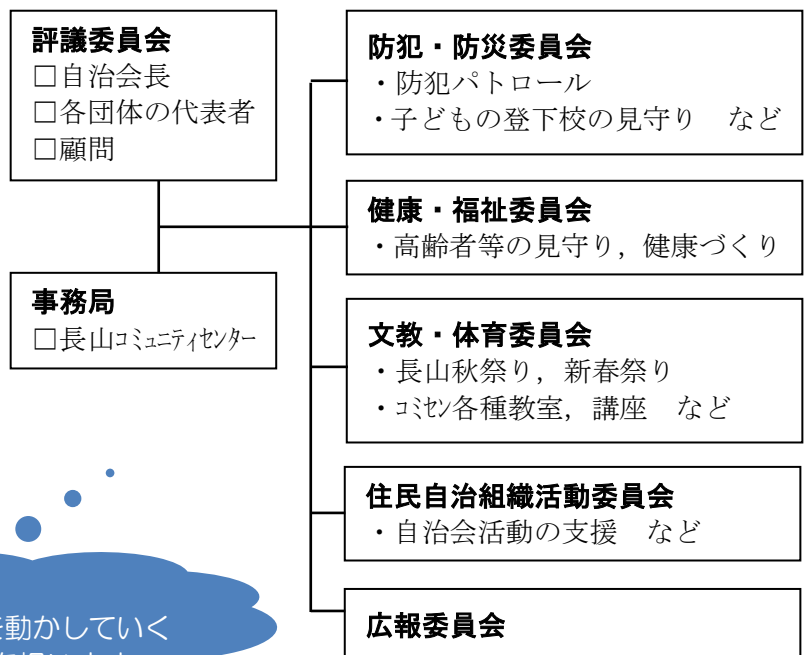 評議委員会
□自治会長
□各団体の代表者
□顧問
事務局
□長山ｺﾐｭﾆﾃｨｾﾝﾀｰ
防犯・防災委員会
・防犯パトロール
・子どもの登下校の見守り　など
健康・福祉委員会
・高齢者等の見守り，健康づくり
文教・体育委員会
・長山秋祭り，新春祭り
・ｺﾐｾﾝ各種教室，講座　など
住民自治組織活動委員会
・自治会活動の支援　など
広報委員会
動かしていく